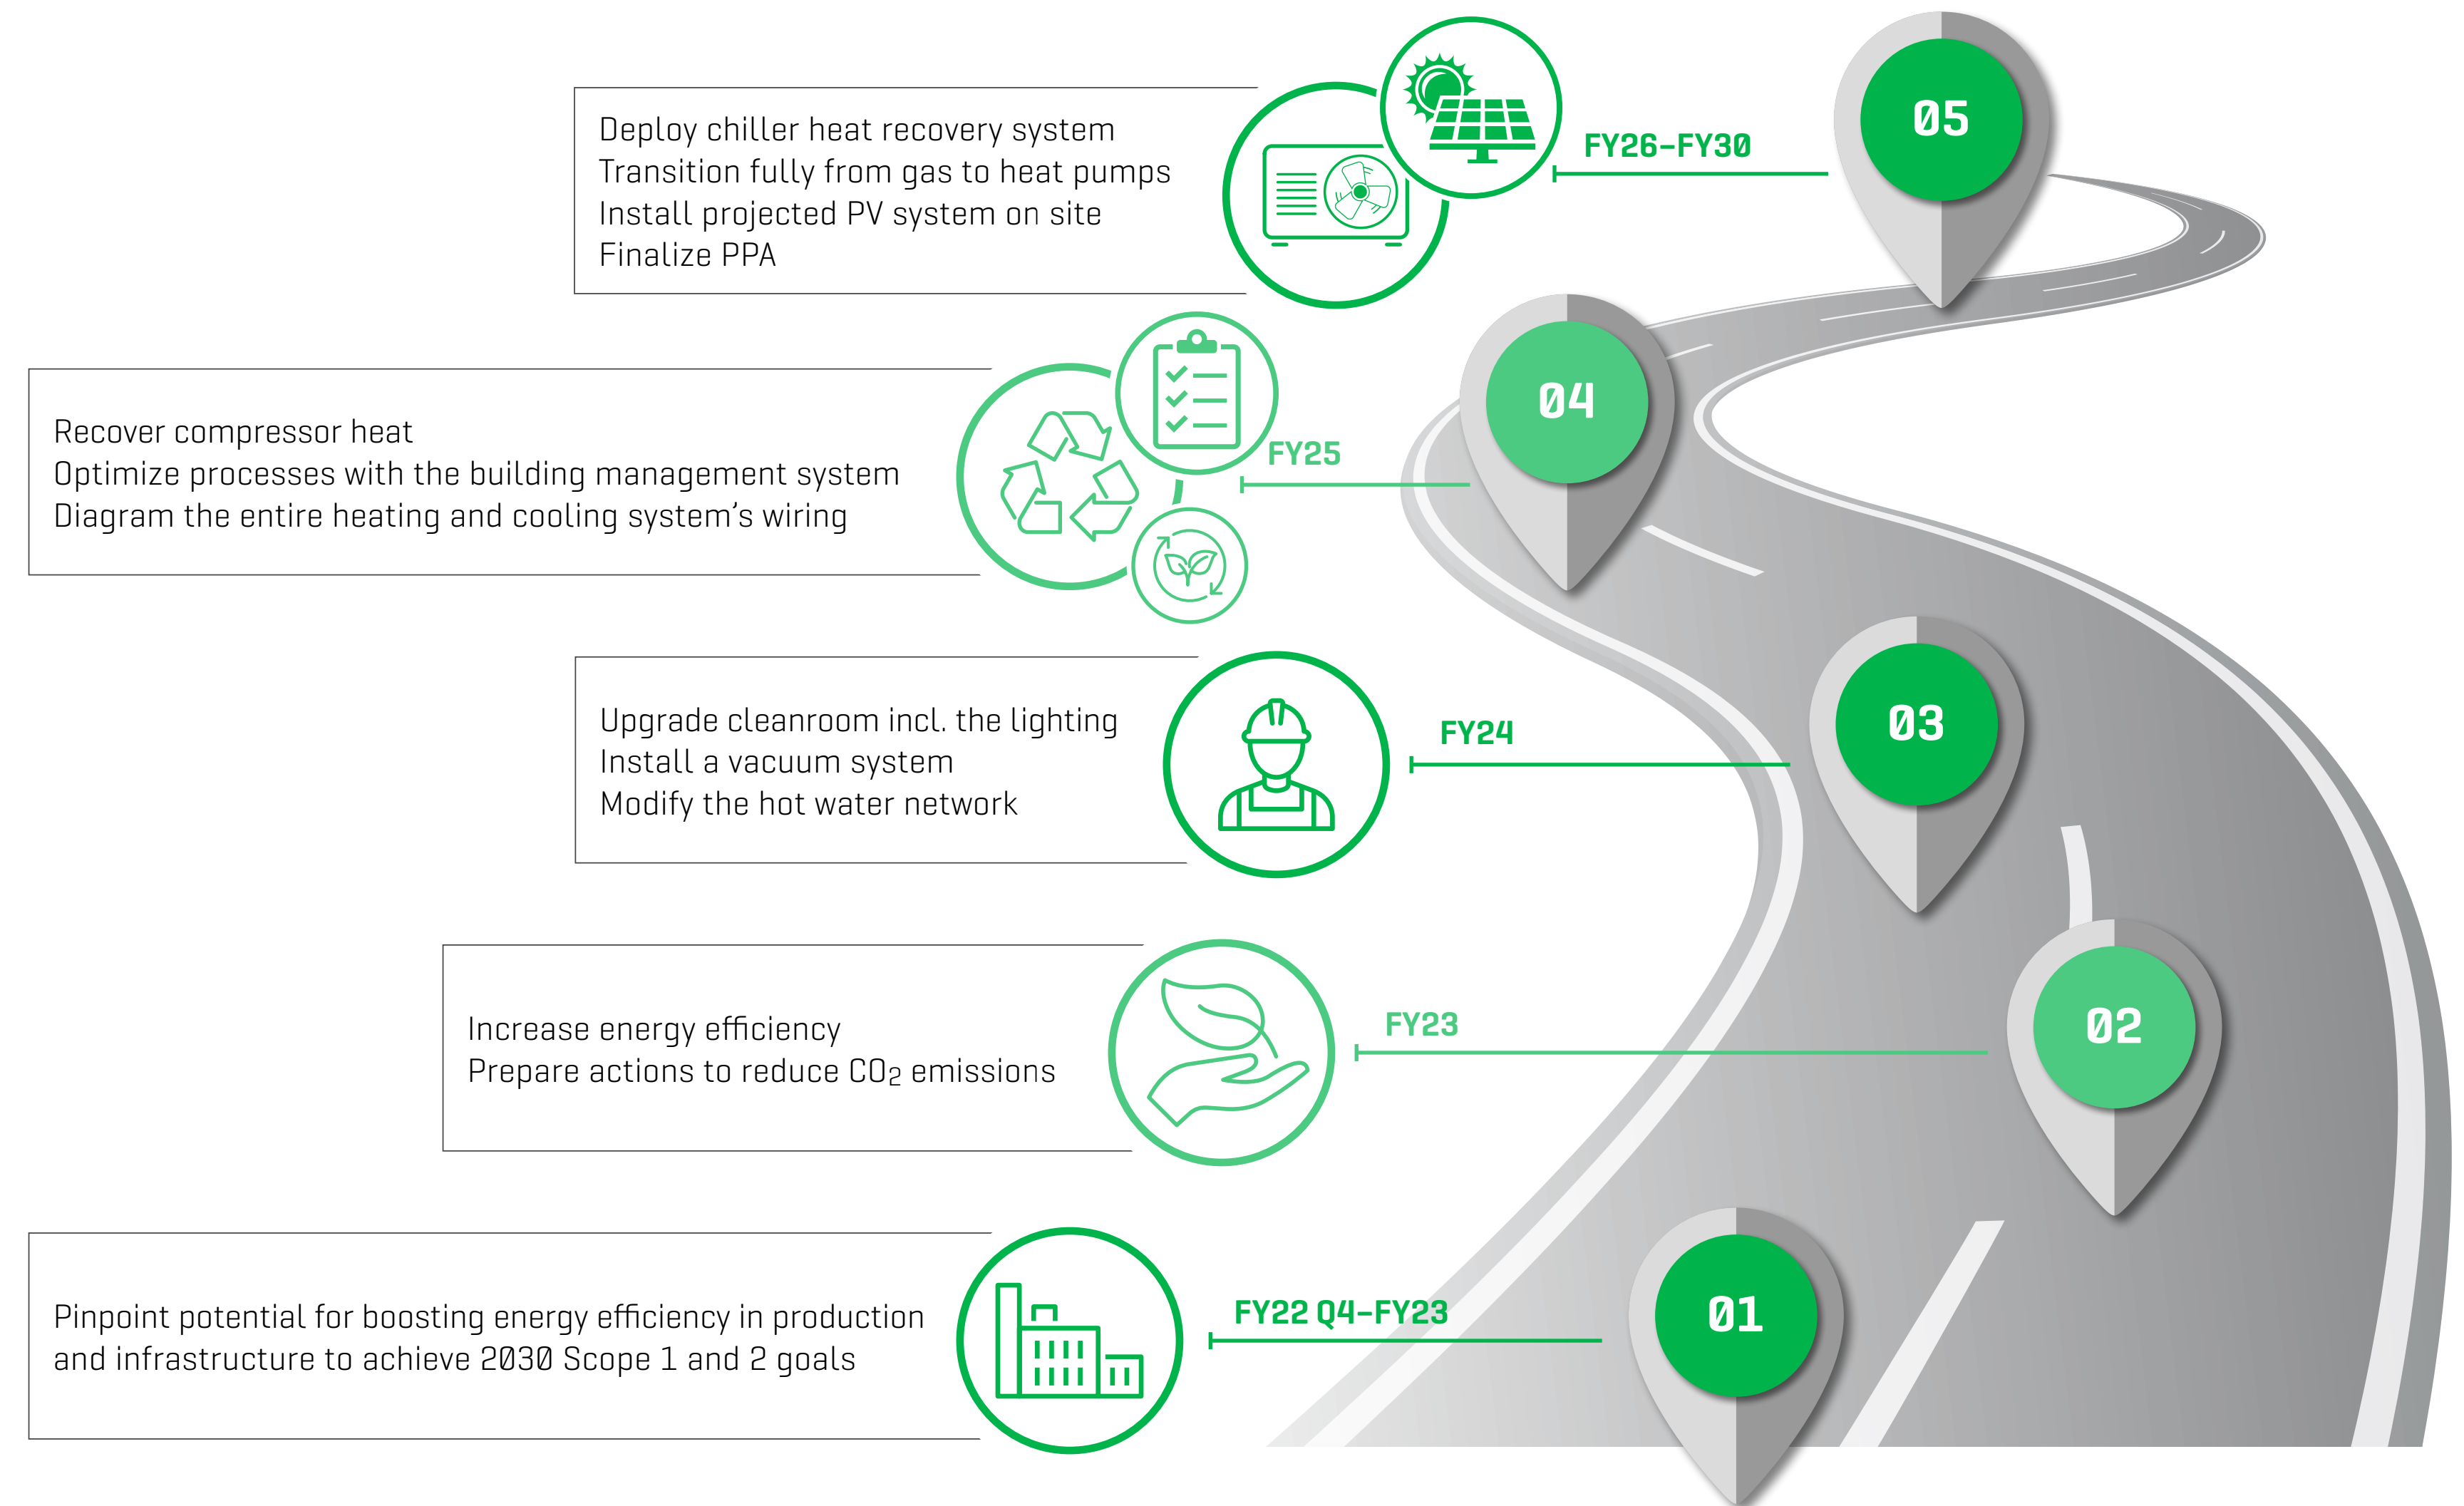 Deploy chiller heat recovery system
Transition fully from gas to heat pumps
Install projected PV system on site
Finalize PPA
FY26–FY30
05
Recover compressor heat
Optimize processes with the building management system
Diagram the entire heating and cooling system’s wiring
FY25
04
Upgrade cleanroom incl. the lighting
Install a vacuum system
Modify the hot water network
FY24
03
Increase energy efficiency
Prepare actions to reduce CO₂ emissions
FY23
02
Pinpoint potential for boosting energy efficiency in production
and infrastructure to achieve 2030 Scope 1 and 2 goals
FY22 Q4–FY23
01